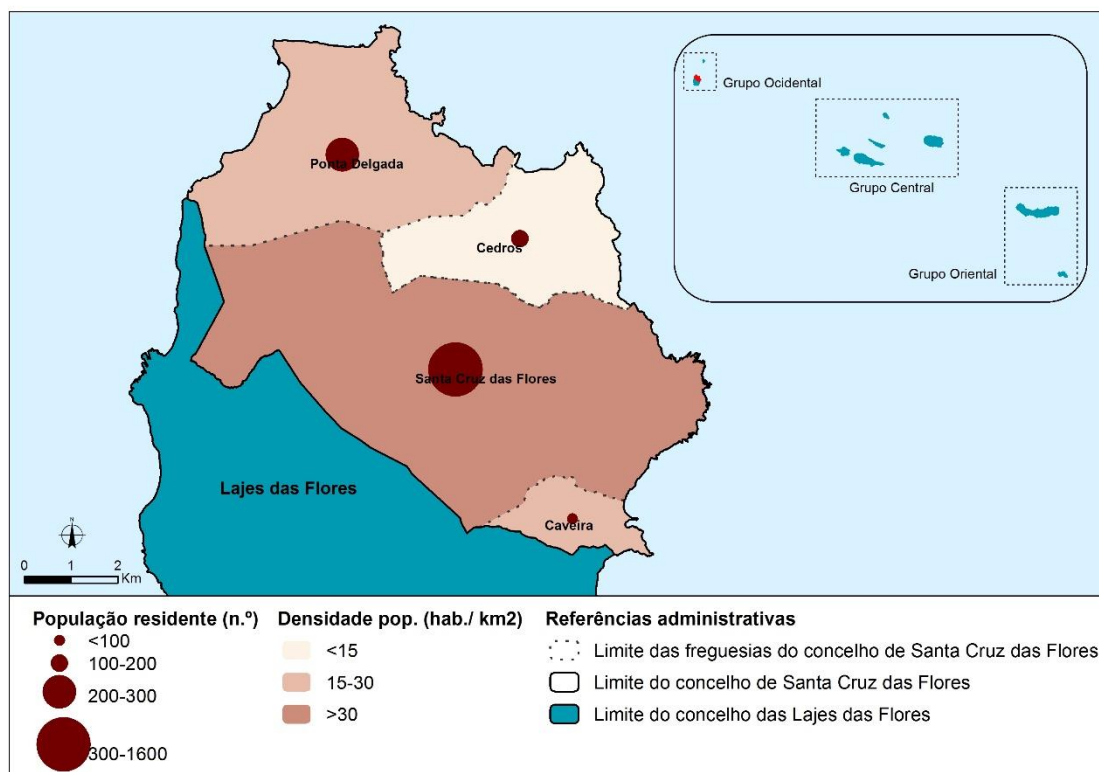 Grupo Ocidental
Ponta Delgada
Grupo Central
Cedros
Grupo Oriental
Santa Cruz das Flores
Lajes das Flores
Caveira
N
0 1 2
Km
População residente (n.º)
<100
100-200
200-300
300-1600
Densidade pop. (hab./ km2)
<15
15-30
>30
Referências administrativas
Limite das freguesias do concelho de Santa Cruz das Flores
Limite do concelho de Santa Cruz das Flores
Limite do concelho das Lajes das Flores